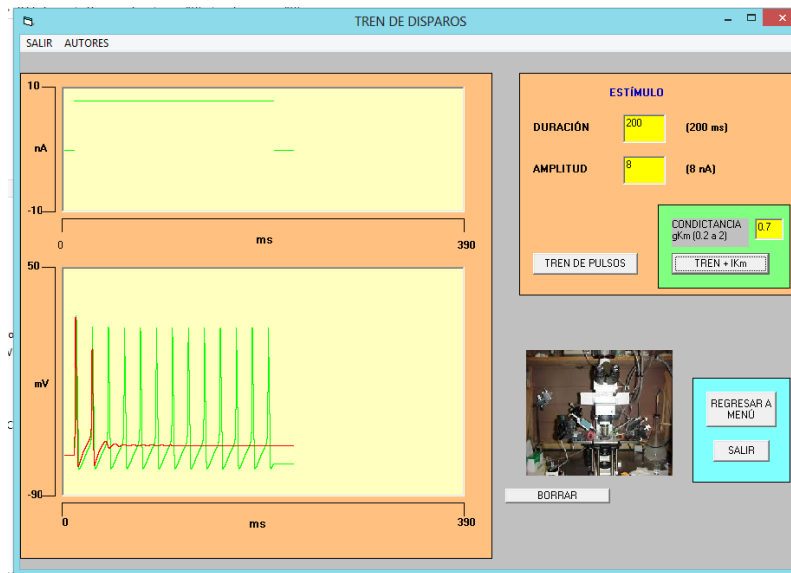 TREN DE DISPAROS
SALIR AUTORES
10
nA
-10
0
ms
390
50
mV
-90
0
ms
390
ESTÍMULO
DURACIÓN 200 (200 ms)
AMPLITUD 8 (8 nA)
CONDICTANCIA
gKm (0.2 a 2) 0.7
TREN DE PULSOS
TREN + IKm
REGRESAR A
MENÚ
SALIR
BORRAR